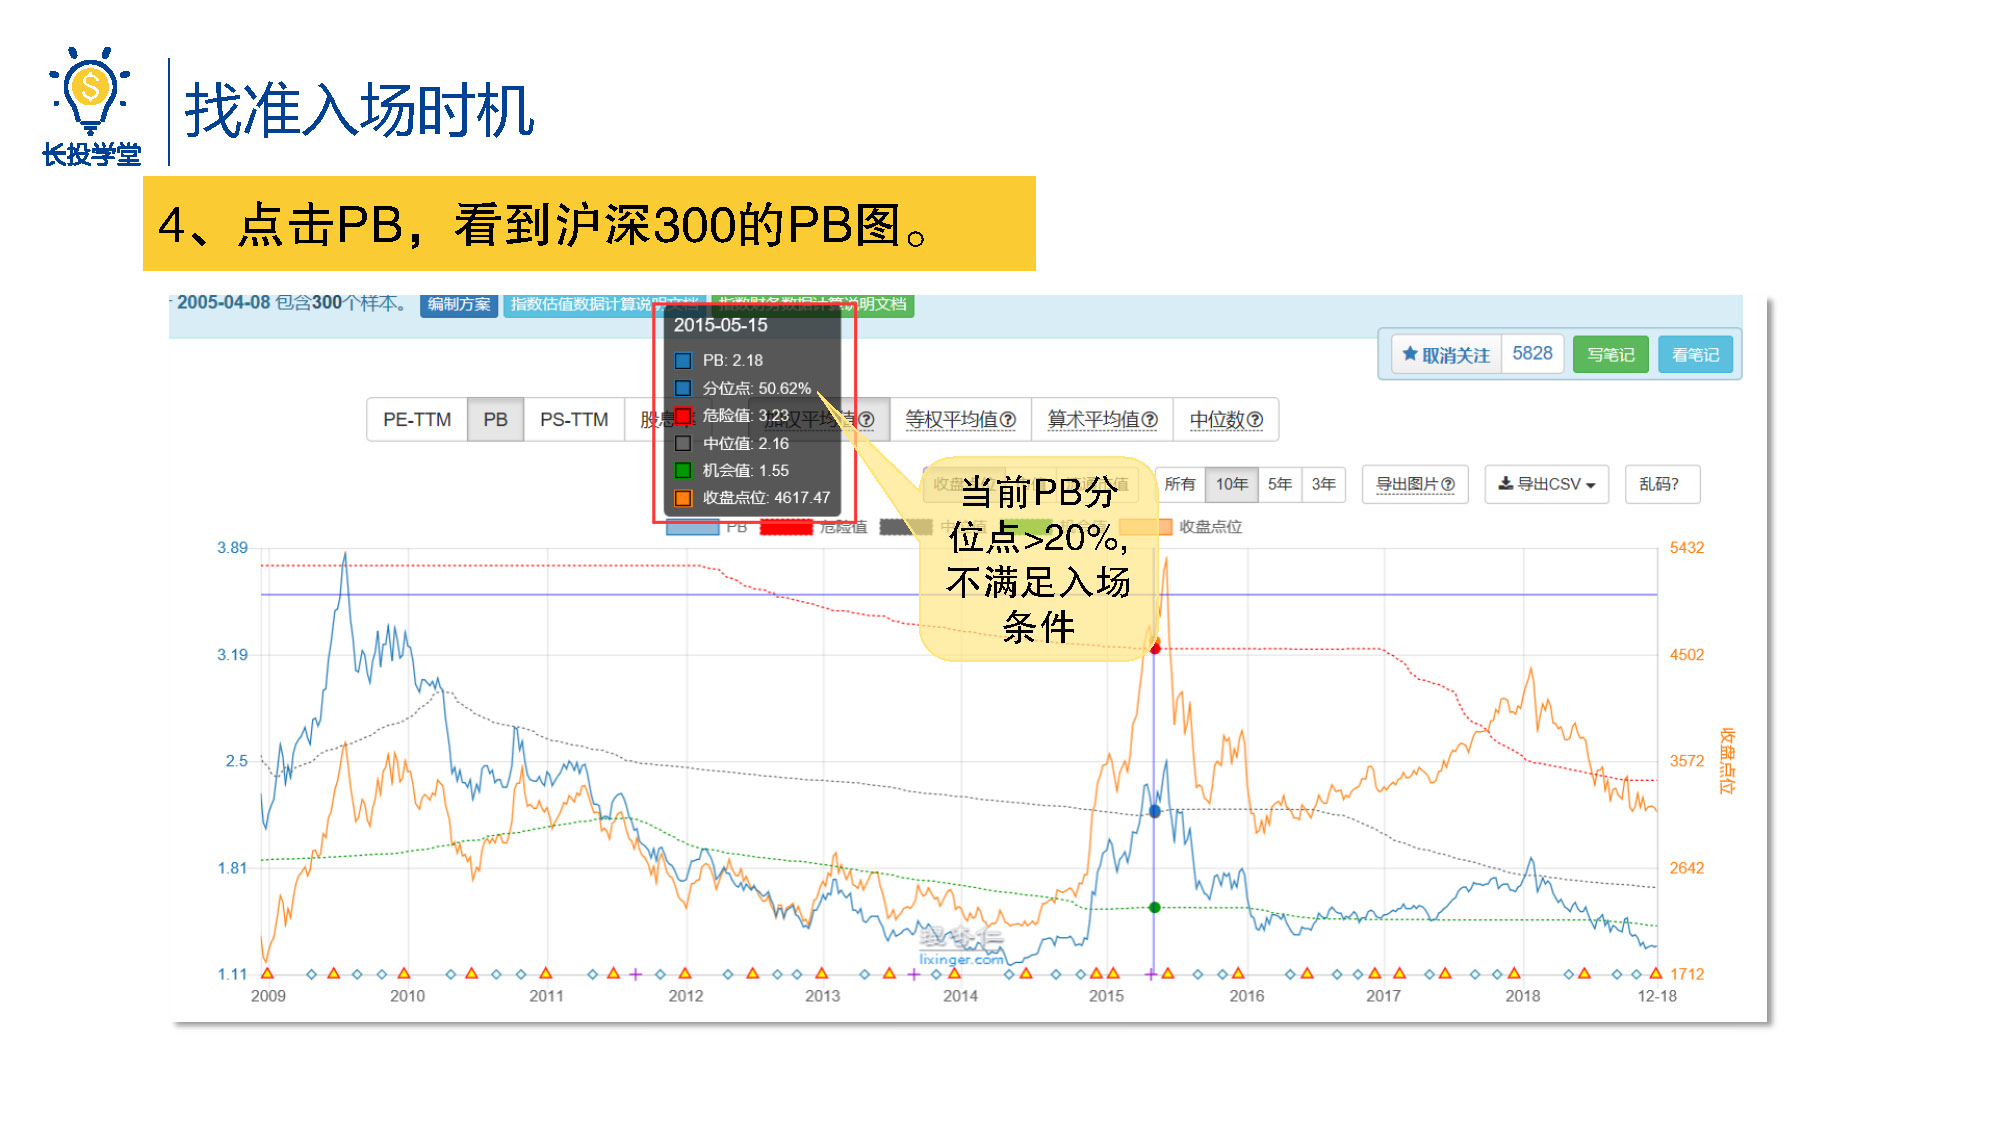 长投学堂
找准入场时机
4、点击PB，看到沪深300的PB图。
2005-04-08 包含300个样本。 编制方案 指数估值数据计算说明文档 指数财务数据计算说明文档
取消关注 5828 写笔记 看笔记
2015-05-15
PB: 2.18
分位点: 50.62%
危险值: 3.23
中位值: 2.16
机会值: 1.55
收盘点位: 4617.47
PE-TTM PB PS-TTM 股息率 加权平均值 等权平均值 算术平均值 中位数
所有 10年 5年 3年 导出图片 导出CSV 乱码?
当前PB分
位点>20%,
不满足入场
条件
PB 危险值 收盘点位
3.89 5432
3.19 4502
2.5 3572
1.81 2642
1.11 1712
收盘点位
理杏仁
lixinger.com
2009 2010 2011 2012 2013 2014 2015 2016 2017 2018 12-18